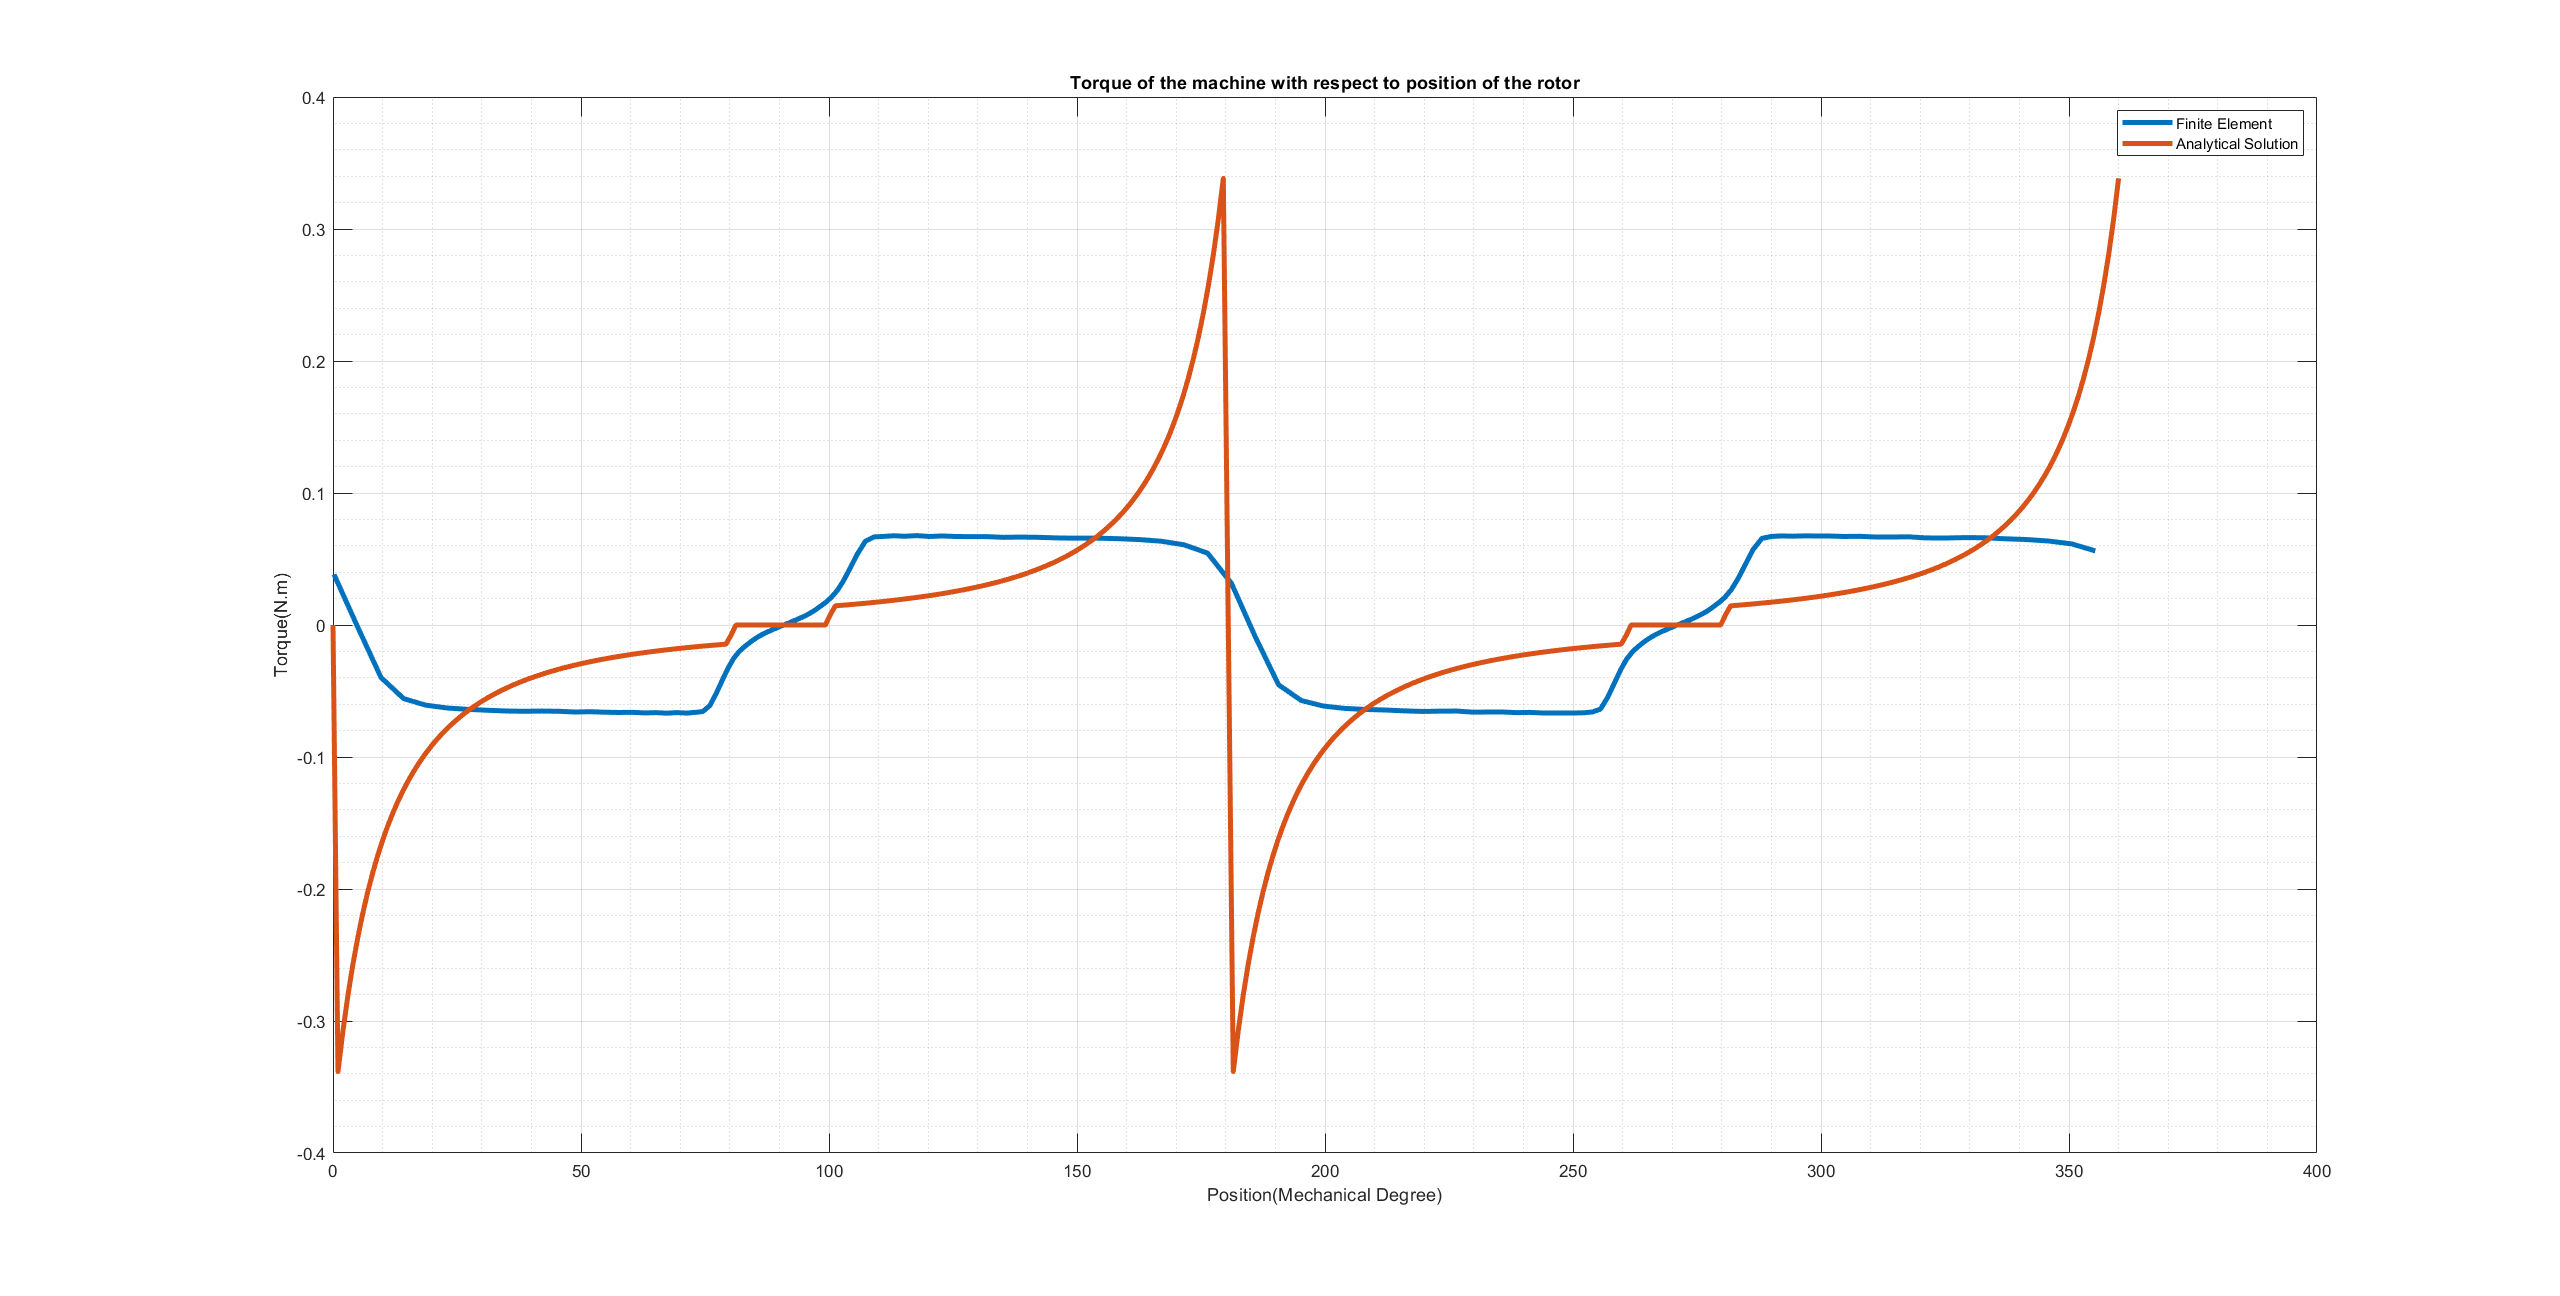 Torque of the machine with respect to position of the rotor
Finite Element
Analytical Solution
0.4
0.3
0.2
0.1
0
-0.1
-0.2
-0.3
-0.4
Torque(N.m)
0 50 100 150 200 250 300 350 400
Position(Mechanical Degree)